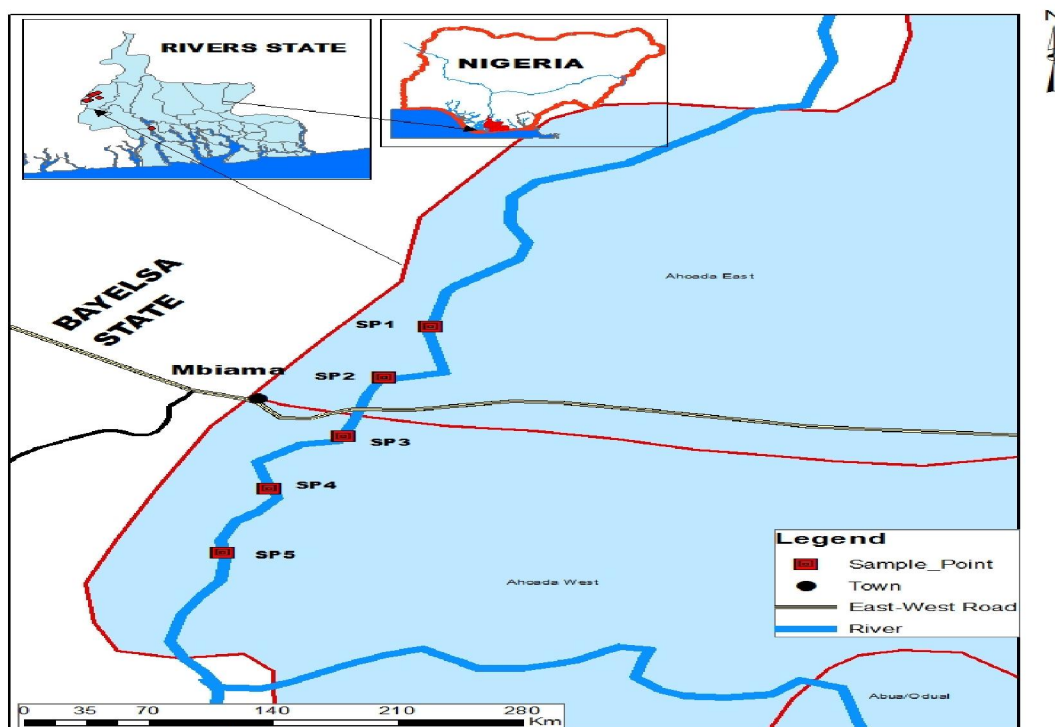 RIVERS STATE
NIGERIA
N
Ahoada East
BAYELSA
STATE
SP1
Mbiama
SP2
SP3
SP4
SP5
Ahoada West
Legend
Sample_Point
Town
East-West Road
River
Abua/Odual
0 35 70 140 210 280
Km